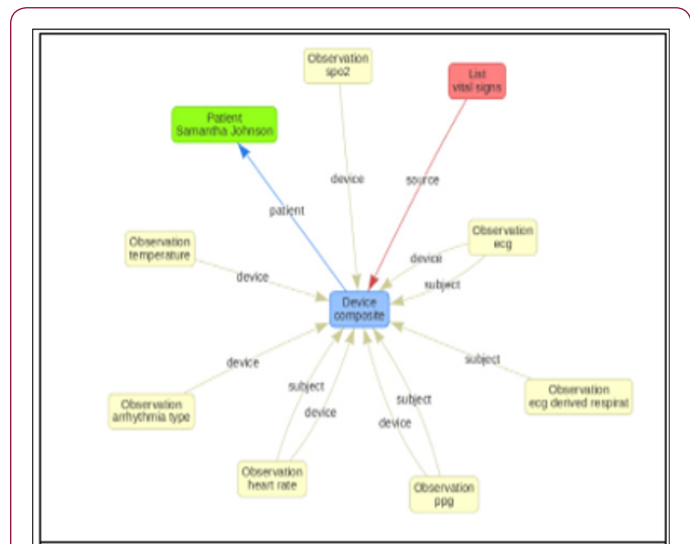 Observation
spo2
List
vital signs
Patient
Samantha Johnson
device
source
patient
Observation
ecg
Observation
temperature
device
subject
device
Device
composite
device
subject
subject
device
subject
device
Observation
ecg derived respirat
Observation
arrhythmia type
Observation
heart rate
Observation
ppg